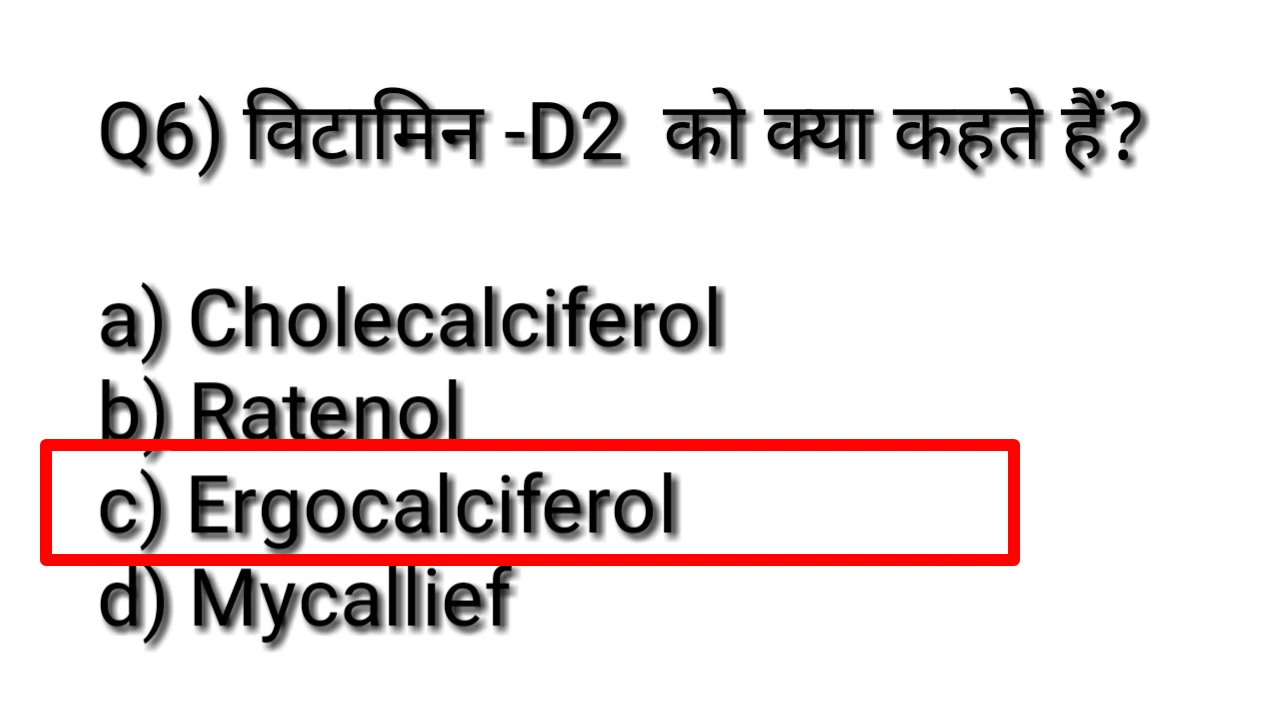 Q6) विटामिन -D2 को क्या कहते हैं?
a) Cholecalciferol
b) Ratenol
c) Ergocalciferol
d) Mycallief